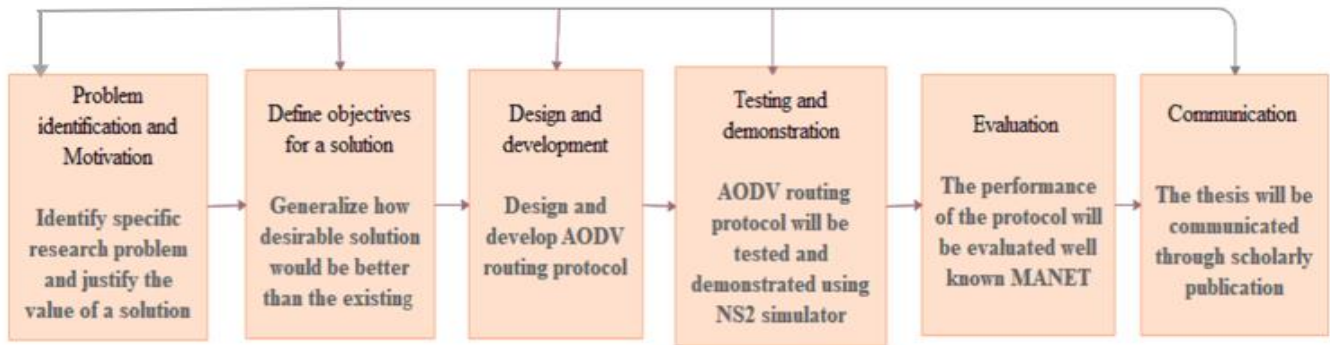 Problem
identification and
Motivation
Identify specific
research problem
and justify the
value of a solution
Define objectives
for a solution
Generalize how
desirable solution
would be better
than the existing
Design and
development
Design and
develop AODV
routing protocol
Testing and
demonstration
AODV routing
protocol will be
tested and
demonstrated using
NS2 simulator
Evaluation
The performance
of the protocol will
be evaluated well
known MANET
Communication
The thesis will be
communicated
through scholarly
publication